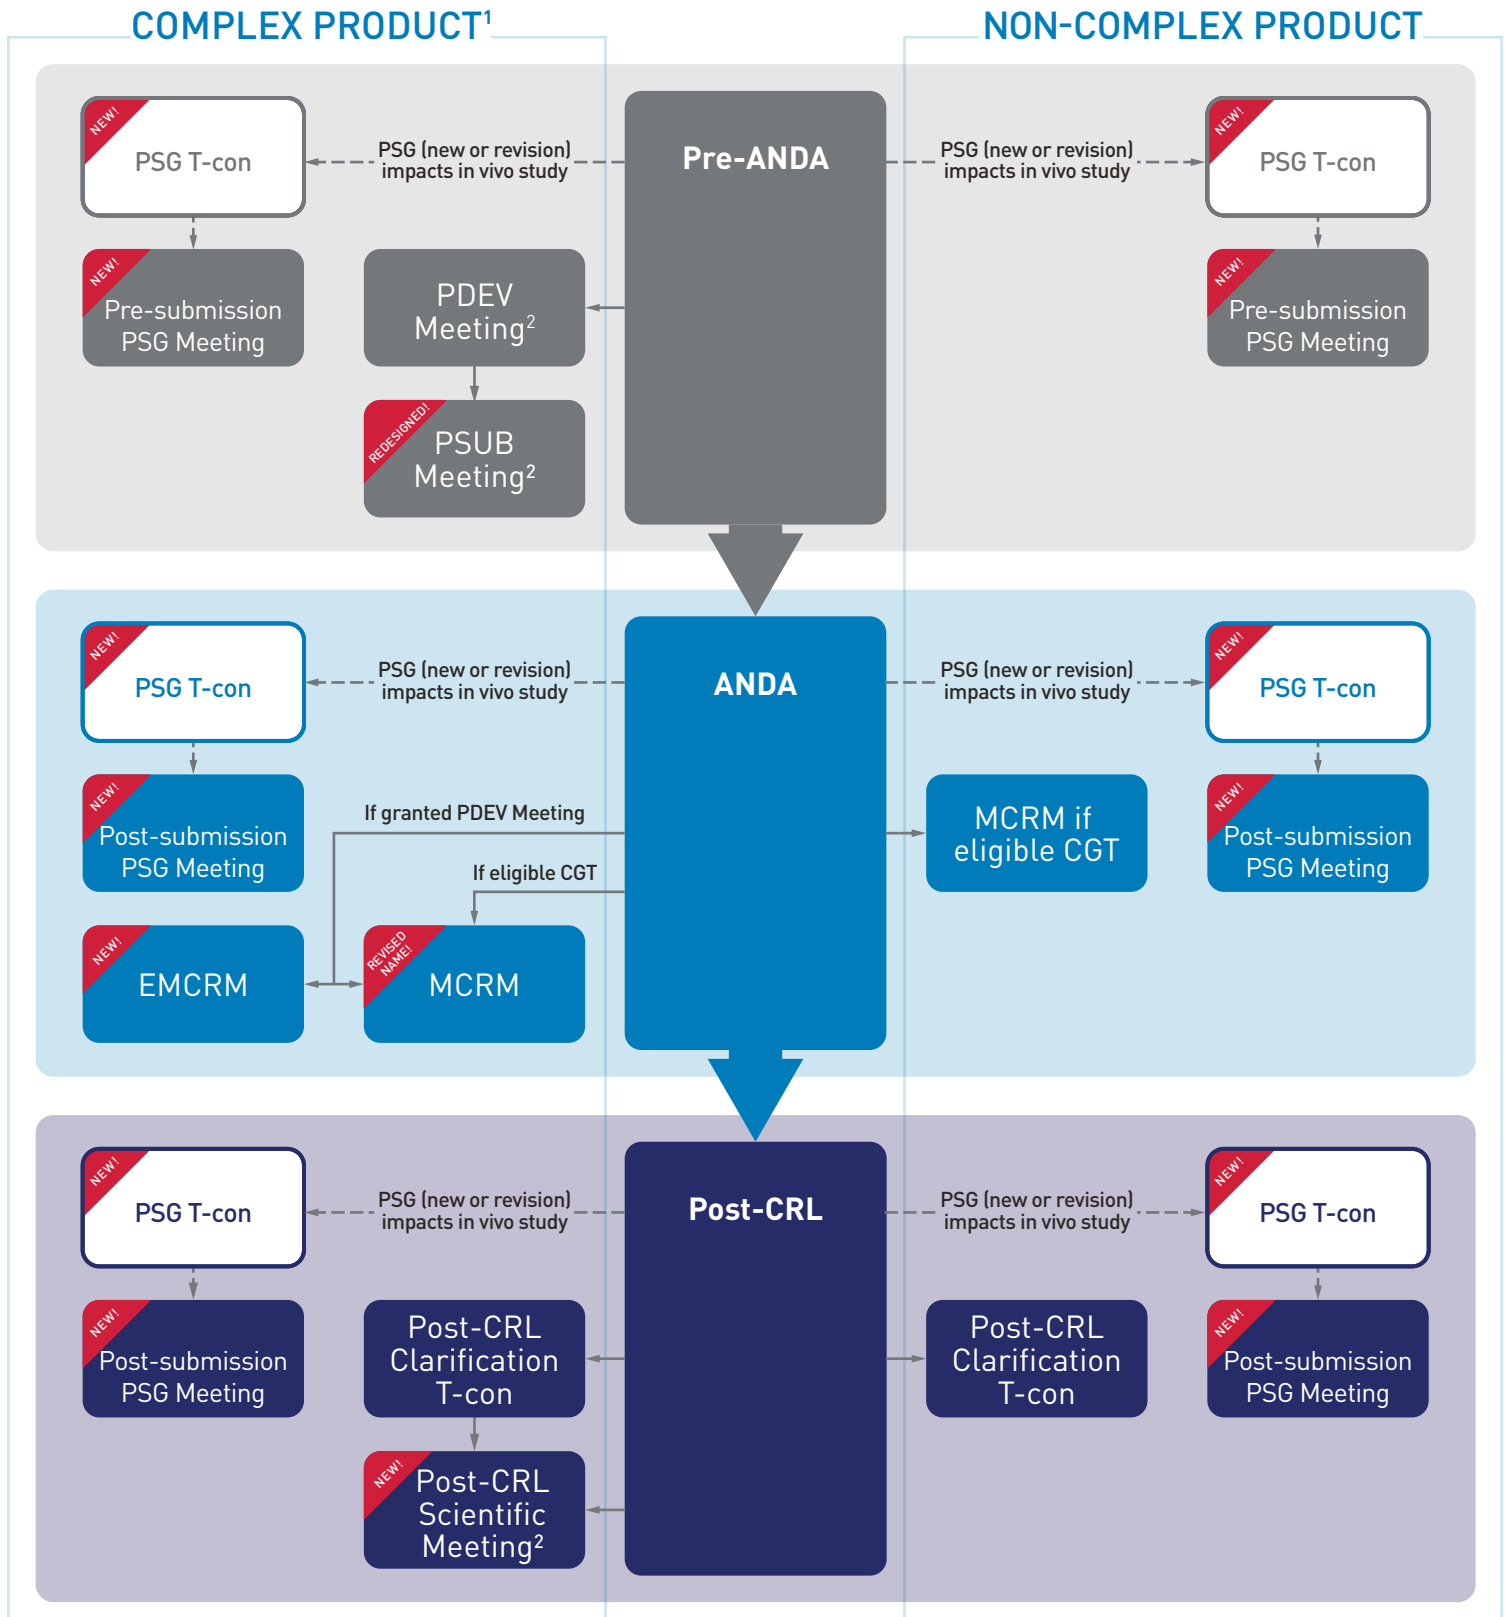 COMPLEX PRODUCT¹
NON-COMPLEX PRODUCT
NEW!
PSG T-con
PSG (new or revision)
impacts in vivo study
Pre-ANDA
PSG (new or revision)
impacts in vivo study
NEW!
PSG T-con
NEW!
Pre-submission
PSG Meeting
PDEV
Meeting²
NEW!
Pre-submission
PSG Meeting
REDESIGNED!
PSUB
Meeting²
NEW!
PSG T-con
PSG (new or revision)
impacts in vivo study
ANDA
PSG (new or revision)
impacts in vivo study
NEW!
PSG T-con
NEW!
Post-submission
PSG Meeting
If granted PDEV Meeting
If eligible CGT
MCRM if
eligible CGT
NEW!
Post-submission
PSG Meeting
NEW!
EMCRM
REVISED
NAME!
MCRM
NEW!
PSG T-con
PSG (new or revision)
impacts in vivo study
Post-CRL
PSG (new or revision)
impacts in vivo study
NEW!
PSG T-con
NEW!
Post-submission
PSG Meeting
Post-CRL
Clarification
T-con
Post-CRL
Clarification
T-con
NEW!
Post-submission
PSG Meeting
NEW!
Post-CRL
Scientific
Meeting²